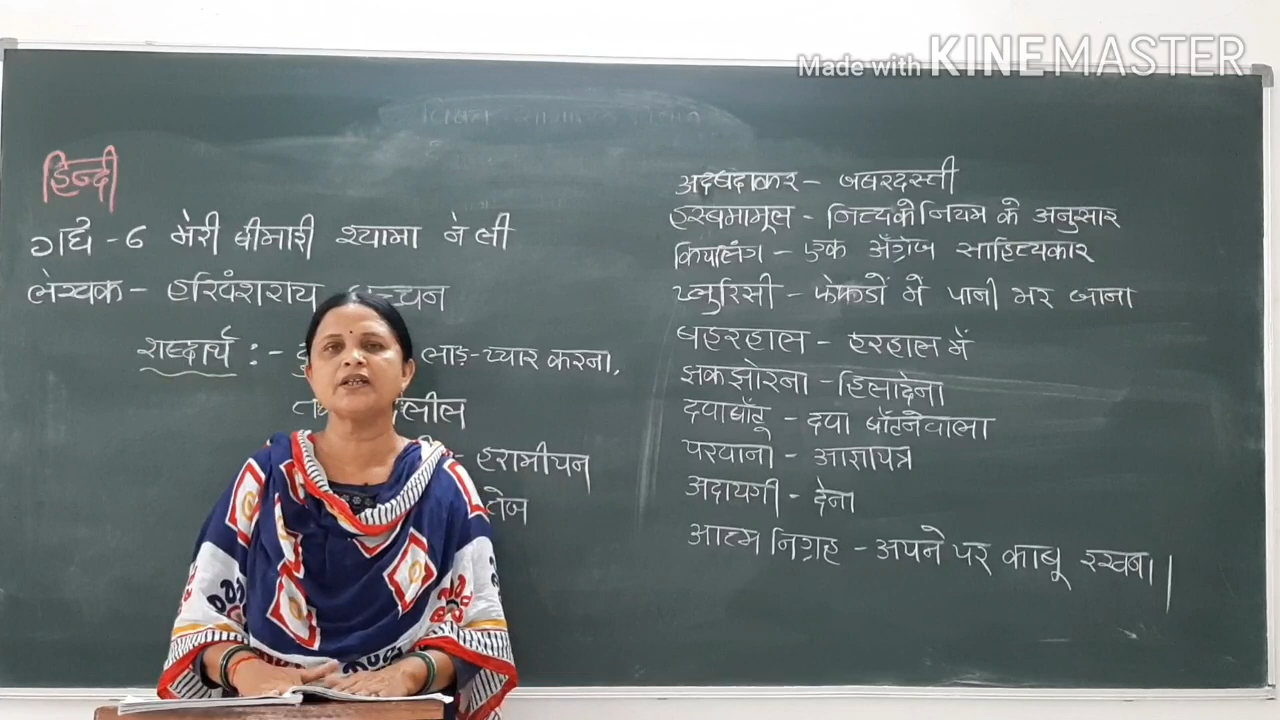 Made with KINEMASTER
हिन्दी
गद्य - 6 मेरी बीमारी श्यामा ने ली
लेखक - हरिवंशराय बच्चन
शब्दार्थ : - लाड़-प्यार करना,
लील
- हरामीपन
तेज
अदबदाकर - जबरदस्ती
हस्बमामूल - नित्य के नियम के अनुसार
किपलिंग - एक अँग्रेज साहित्यकार
प्लुरिसी - फेफडों में पानी भर जाना
बहरहाल - हरहाल में
झकझोरना - हिलादेना
दवाबाँटू - दवा बाँटनेवाला
परवाना - आज्ञापत्र
अदायगी - देना
आत्म निग्रह - अपने पर काबू रखना।